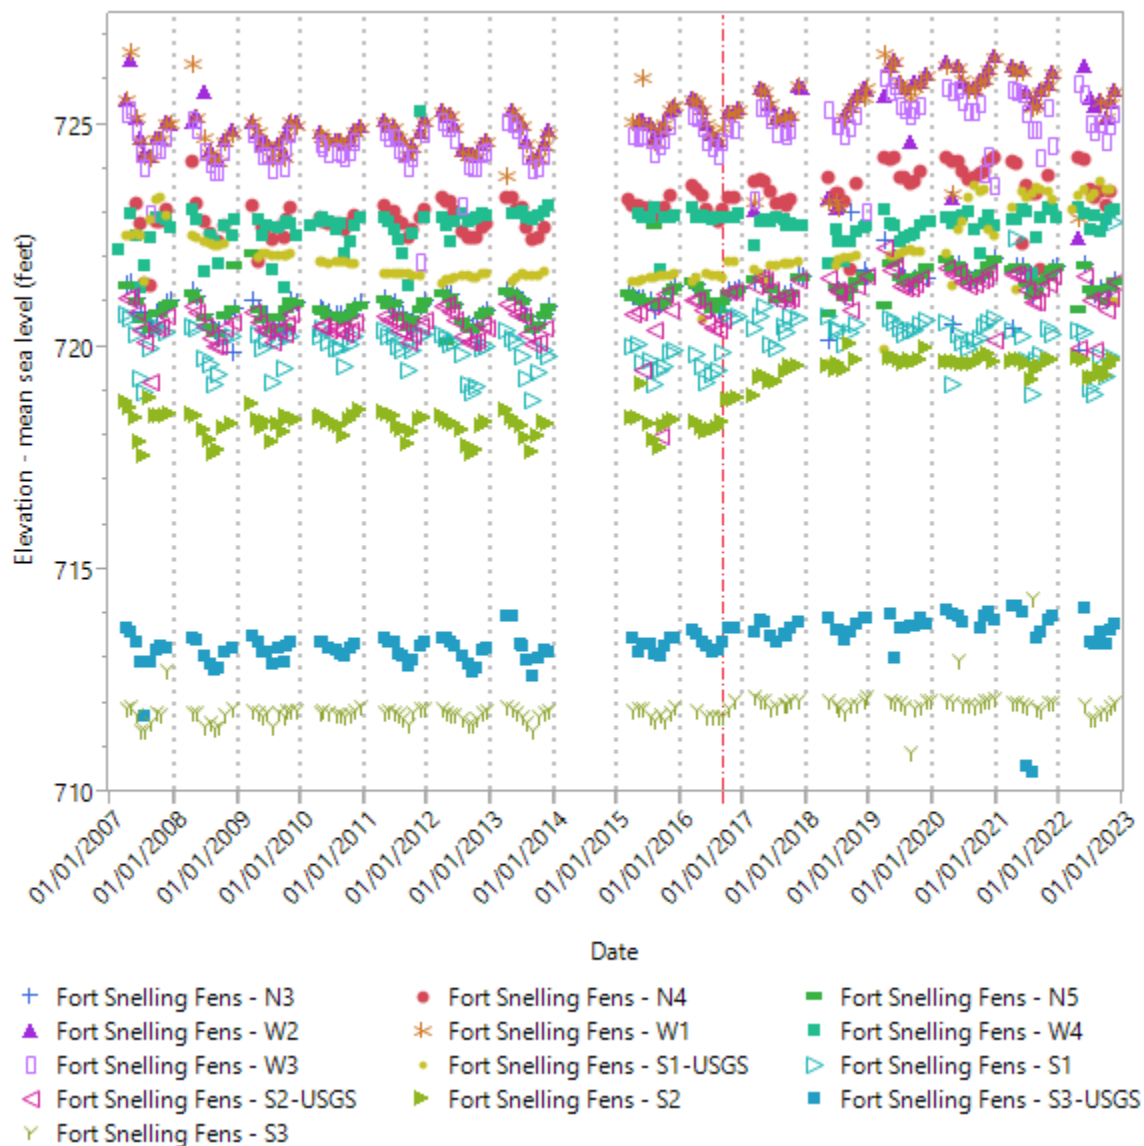 Elevation - mean sea level (feet)
725
720
715
710
01/01/2007
01/01/2008
01/01/2009
01/01/2010
01/01/2011
01/01/2012
01/01/2013
01/01/2014
01/01/2015
01/01/2016
01/01/2017
01/01/2018
01/01/2019
01/01/2020
01/01/2021
01/01/2022
01/01/2023
Date
Fort Snelling Fens - N3
Fort Snelling Fens - N4
Fort Snelling Fens - N5
Fort Snelling Fens - W2
Fort Snelling Fens - W1
Fort Snelling Fens - W4
Fort Snelling Fens - W3
Fort Snelling Fens - S1-USGS
Fort Snelling Fens - S1
Fort Snelling Fens - S2-USGS
Fort Snelling Fens - S2
Fort Snelling Fens - S3-USGS
Fort Snelling Fens - S3